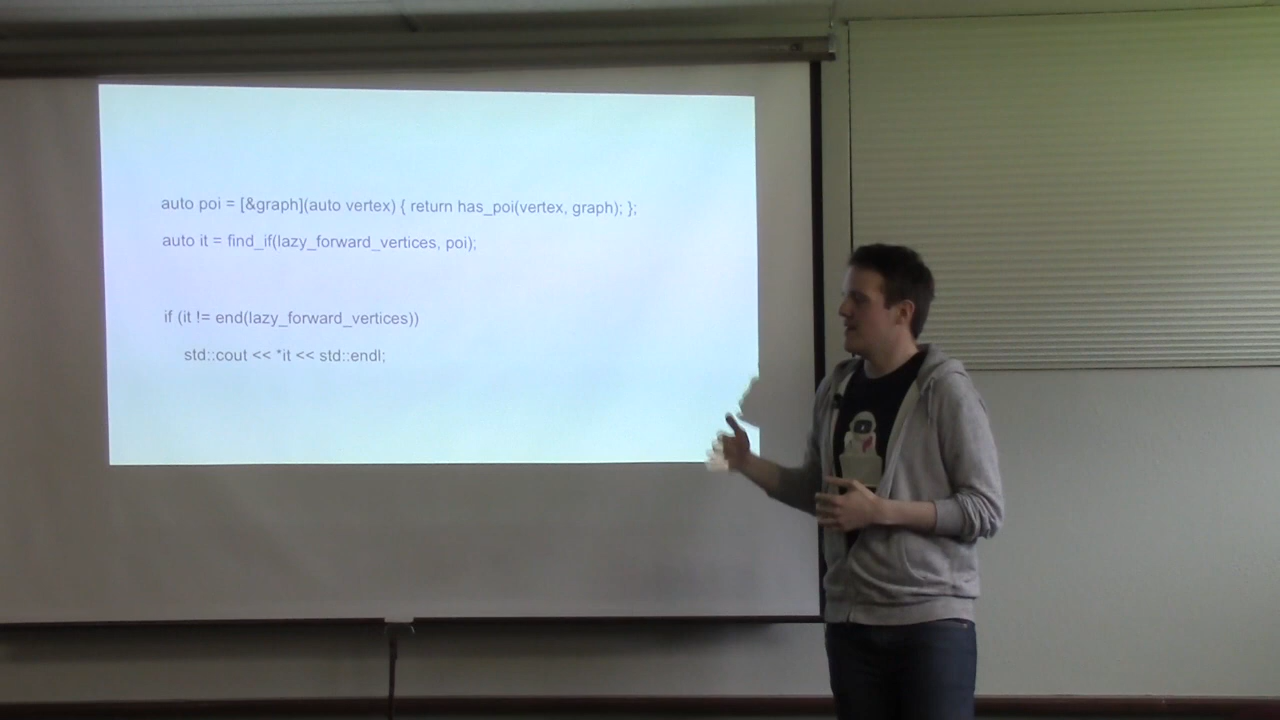 auto poi = [&graph](auto vertex) { return has_poi(vertex, graph); };
auto it = find_if(lazy_forward_vertices, poi);
if (it != end(lazy_forward_vertices))
std::cout << *it << std::endl;